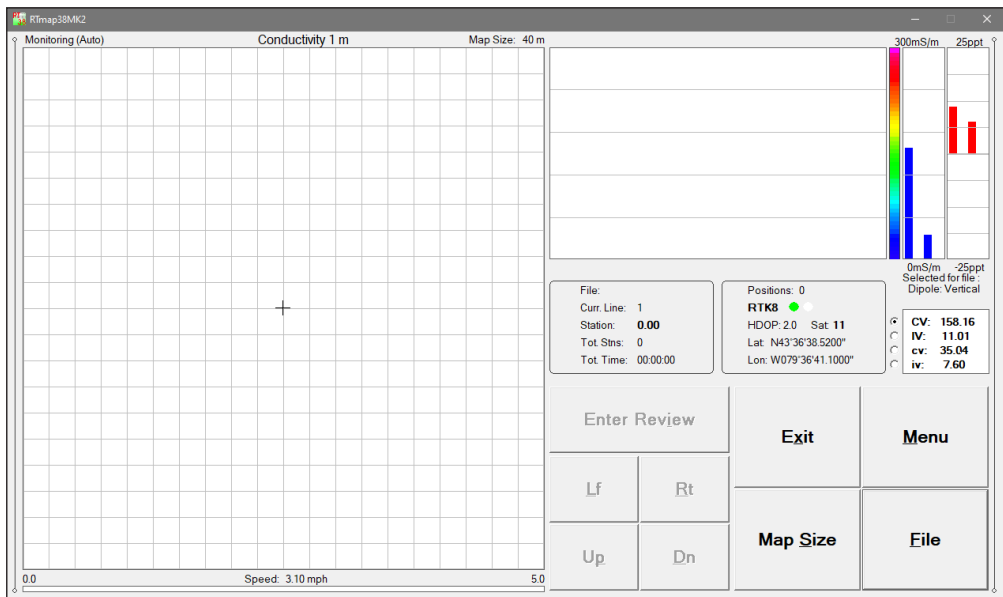 RTmap38MK2
Monitoring (Auto) Conductivity 1 m Map Size: 40 m
300mS/m 25ppt
0mS/m -25ppt
Selected for file :
Dipole: Vertical
File:
Curr. Line: 1
Station: 0.00
Tot. Stns: 0
Tot. Time: 00:00:00
Positions: 0
RTK8
HDOP: 2.0 Sat: 11
Lat: N43°36'38.5200"
Lon: W079°36'41.1000"
CV: 158.16
IV: 11.01
cv: 35.04
iv: 7.60
Enter Review
Exit
Menu
Lf
Rt
Map Size
File
Up
Dn
0.0 Speed: 3.10 mph 5.0